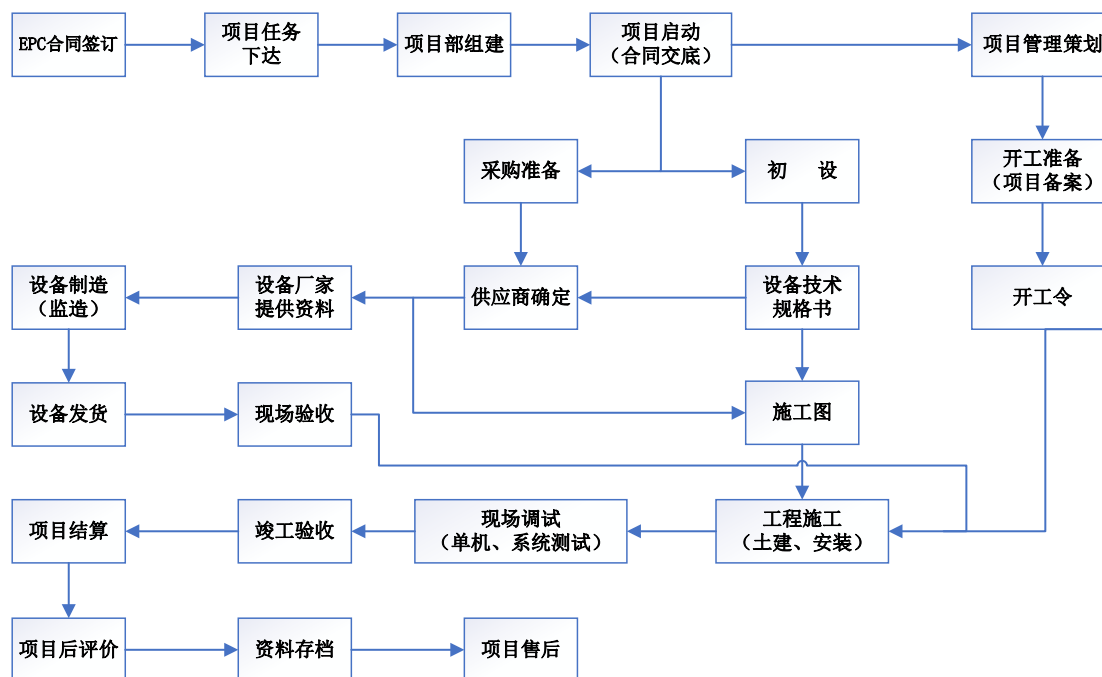 EPC合同签订
项目任务
下达
项目部组建
项目启动
（合同交底）
项目管理策划
采购准备
初 设
开工准备
（项目备案）
设备制造
（监造）
设备厂家
提供资料
供应商确定
设备技术
规格书
开工令
设备发货
现场验收
施工图
项目结算
竣工验收
现场调试
（单机、系统测试）
工程施工
（土建、安装）
项目后评价
资料存档
项目售后